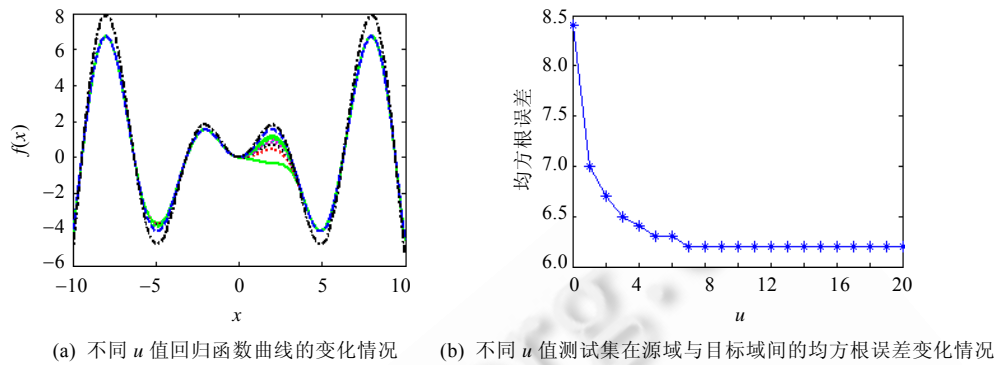 8
6
4
2
0
−2
−4
−6
f(x)
−10 −5 0 5 10
x
(a) 不同 u 值回归函数曲线的变化情况
8.5
8.0
7.5
7.0
6.5
6.0
均方根误差
0 4 8 12 16 20
u
(b) 不同 u 值测试集在源域与目标域间的均方根误差变化情况